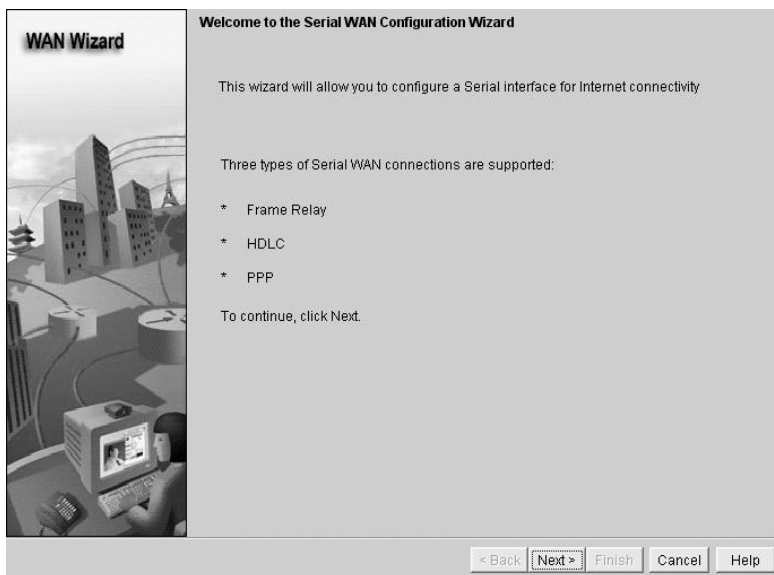 WAN Wizard
Welcome to the Serial WAN Configuration Wizard
This wizard will allow you to configure a Serial interface for Internet connectivity
Three types of Serial WAN connections are supported:
* Frame Relay
* HDLC
* PPP
To continue, click Next.
< Back Next > Finish Cancel Help